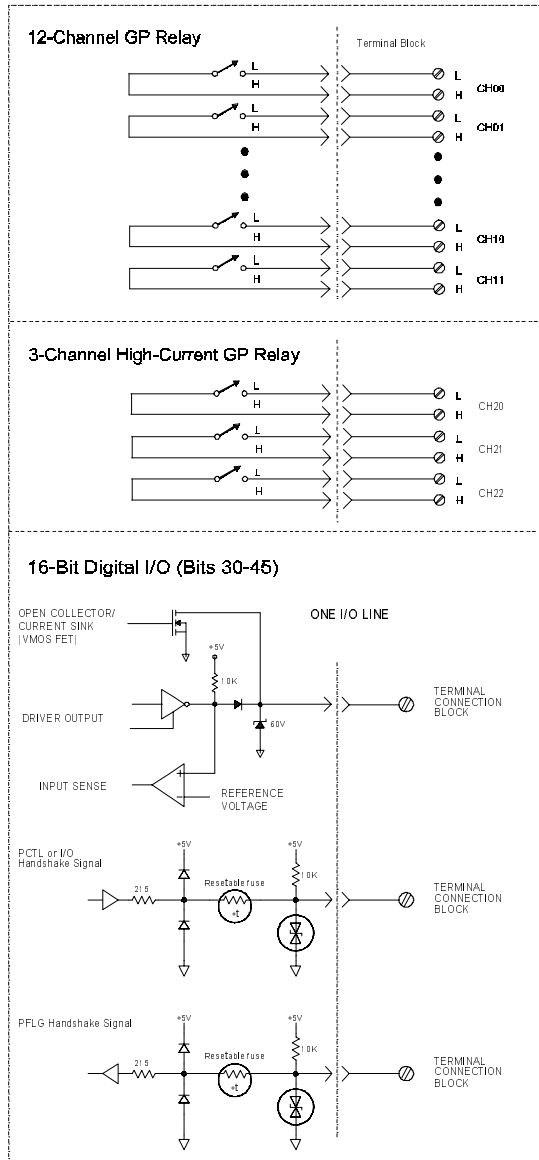 12-Channel GP Relay
Terminal Block
L
H
L
H
CH00
L
H
L
H
CH01
L
H
L
H
CH10
L
H
L
H
CH11
3-Channel High-Current GP Relay
L
H
L
H
CH20
L
H
L
H
CH21
L
H
L
H
CH22
16-Bit Digital I/O (Bits 30-45)
OPEN COLLECTOR/
CURRENT SINK
|VMOS FET|
ONE I/O LINE
+5V
10K
TERMINAL
CONNECTION
BLOCK
DRIVER OUTPUT
60V
+
INPUT SENSE
−
REFERENCE
VOLTAGE
PCTL or I/O
Handshake Signal
+5V
+5V
10K
215
Resetable fuse
+t
TERMINAL
CONNECTION
BLOCK
PFLG Handshake Signal
+5V
+5V
10K
215
Resetable fuse
+t
TERMINAL
CONNECTION
BLOCK